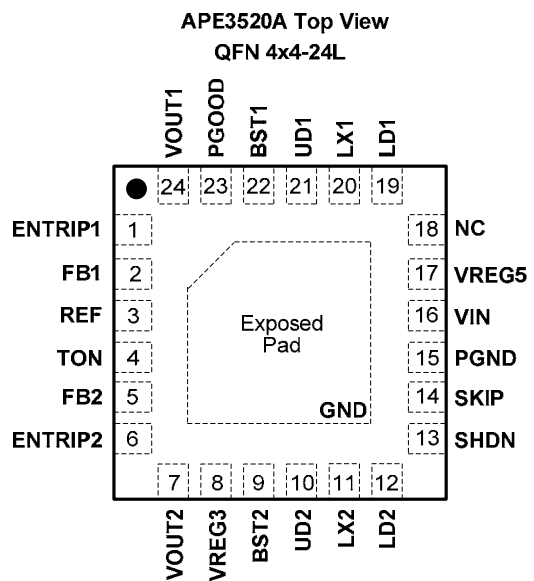 APE3520A Top View
QFN 4x4-24L
VOUT1
PGOOD
BST1
UD1
LX1
LD1
24 23 22 21 20 19
ENTRIP1 1
FB1 2
REF 3
TON 4
FB2 5
ENTRIP2 6
18 NC
17 VREG5
16 VIN
15 PGND
14 SKIP
13 SHDN
Exposed
Pad
GND
7 8 9 10 11 12
VOUT2
VREG3
BST2
UD2
LX2
LD2